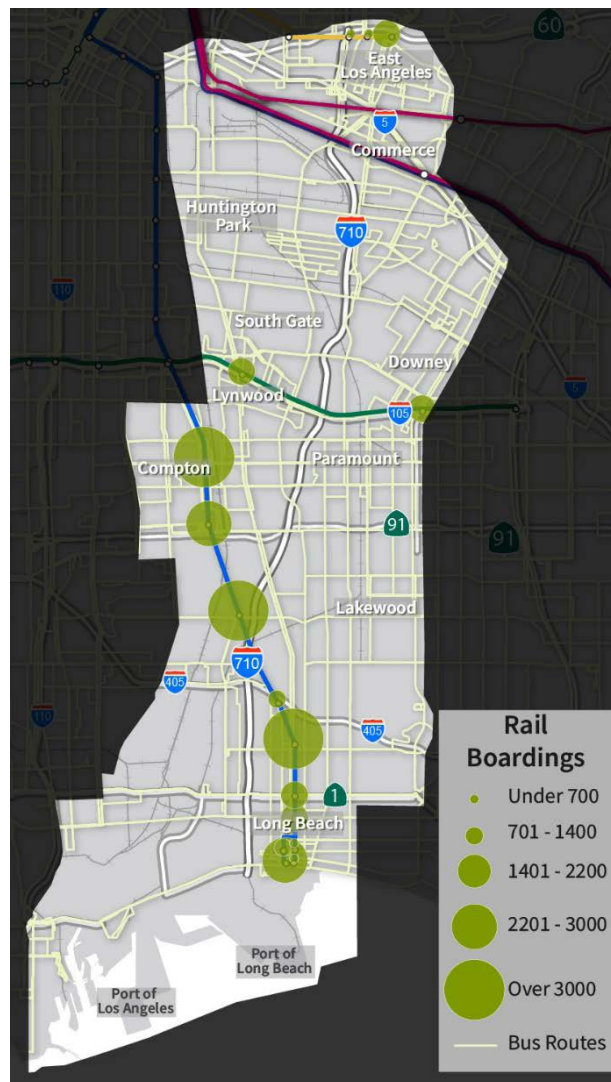 60
East
Los Angeles
5
Commerce
Huntington
Park
710
110
South Gate
Downey
5
Lynwood
105
Compton
Paramount
91
91
Lakewood
710
405
110
405
1
Long Beach
Port of
Long Beach
Port of
Los Angeles
Rail
Boardings
Under 700
701 - 1400
1401 - 2200
2201 - 3000
Over 3000
Bus Routes